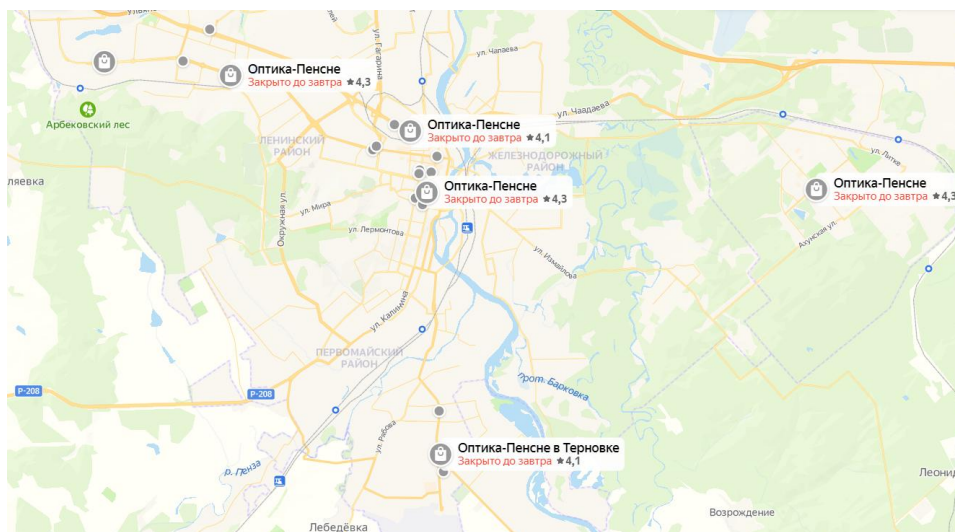 ул. Гагарина
ул. Чапаева
Оптика-Пенсне
Закрыто до завтра ★4,3
Арбековский лес
ул. Чаадаева
Оптика-Пенсне
Закрыто до завтра ★4,1
ЛЕНИНСКИЙ
РАЙОН
ЖЕЛЕЗНОДОРОЖНЫЙ
РАЙОН
ул. Литке
ляевка
Оптика-Пенсне
Закрыто до завтра ★4,3
Оптика-Пенсне
Закрыто до завтра ★4,3
Окружная ул.
ул. Мира
ул. Лермонтова
Ахунская ул.
ул. Измайлова
ул. Калинина
ПЕРВОМАЙСКИЙ
РАЙОН
Р-208
Р-208
прот. Барковка
ул. Рябова
Оптика-Пенсне в Терновке
Закрыто до завтра ★4,1
р. Пенза
Леонид
Возрождение
Лебедёвка